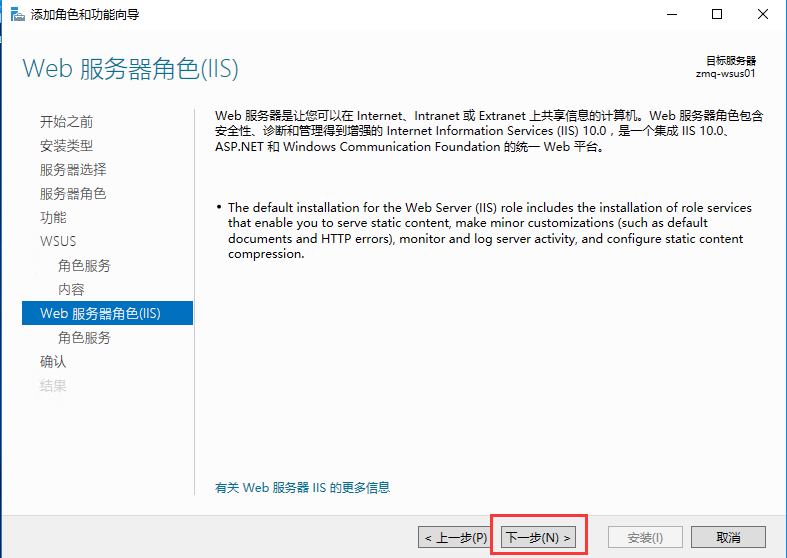 添加角色和功能向导
Web 服务器角色(IIS)
目标服务器
zmq-wsus01
开始之前
安装类型
服务器选择
服务器角色
功能
WSUS
角色服务
内容
Web 服务器角色(IIS)
角色服务
确认
结果
Web 服务器是让您可以在 Internet、Intranet 或 Extranet 上共享信息的计算机。Web 服务器角色包含
安全性、诊断和管理得到增强的 Internet Information Services (IIS) 10.0，是一个集成 IIS 10.0、
ASP.NET 和 Windows Communication Foundation 的统一 Web 平台。
• The default installation for the Web Server (IIS) role includes the installation of role services
that enable you to serve static content, make minor customizations (such as default
documents and HTTP errors), monitor and log server activity, and configure static content
compression.
有关 Web 服务器 IIS 的更多信息
< 上一步(P)
下一步(N) >
安装(I)
取消